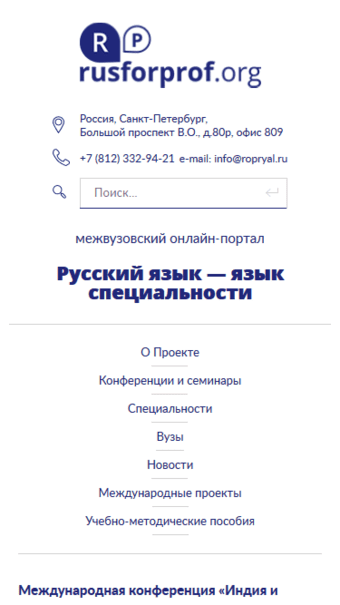 R P
rusforprof.org
Россия, Санкт-Петербург,
Большой проспект В.О., д.80р, офис 809
+7 (812) 332-94-21 e-mail: info@ropryal.ru
Поиск...
межвузовский онлайн-портал
Русский язык — язык
специальности
О Проекте
Конференции и семинары
Специальности
Вузы
Новости
Международные проекты
Учебно-методические пособия
Международная конференция «Индия и